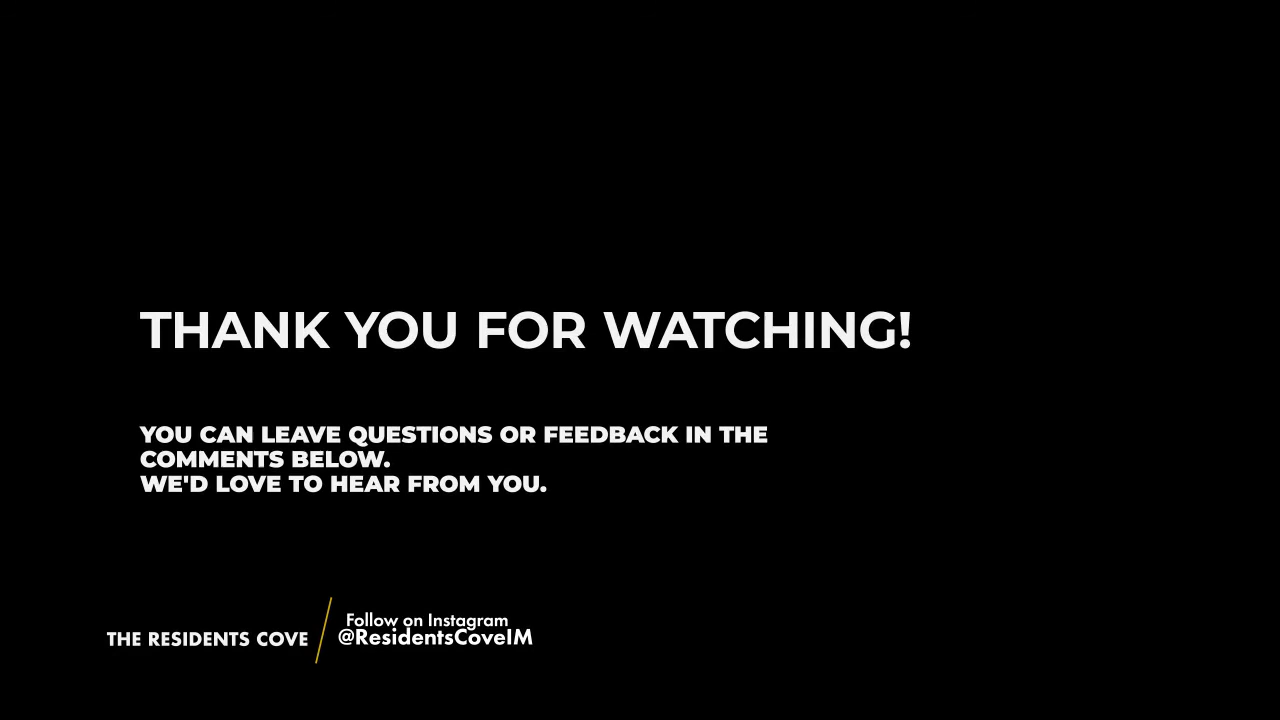 THANK YOU FOR WATCHING!
YOU CAN LEAVE QUESTIONS OR FEEDBACK IN THE
COMMENTS BELOW.
WE'D LOVE TO HEAR FROM YOU.
THE RESIDENTS COVE
Follow on Instagram
@ResidentsCoveIM